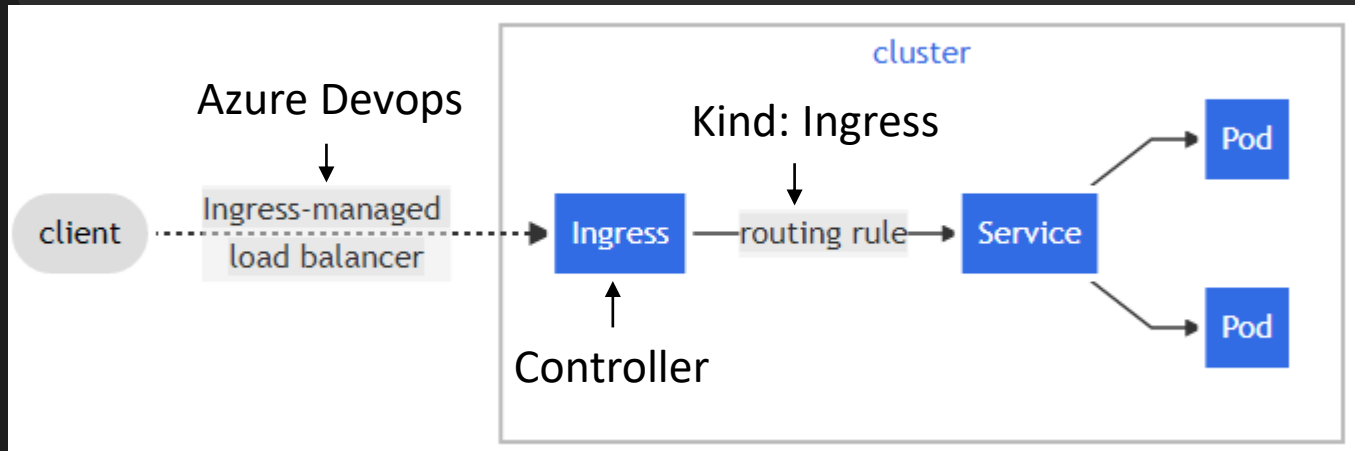 cluster
Azure Devops
Kind: Ingress
Pod
client
Ingress-managed
load balancer
Ingress
routing rule
Service
Pod
Controller